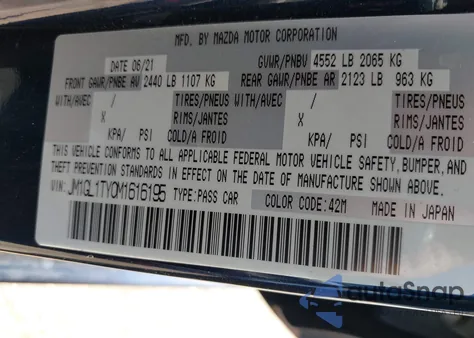 MFD. BY MAZDA MOTOR CORPORATION
DATE 06/21 GVWR/PNBV 4552 LB 2065 KG
FRONT GAWR/PNBE AV 2440 LB 1107 KG REAR GAWR/PNBE AR 2123 LB 963 KG
WITH/AVEC / TIRES/PNEUS WITH/AVEC / TIRES/PNEUS
X RIMS/JANTES X RIMS/JANTES
KPA/ PSI COLD/A FROID KPA/ PSI COLD/A FROID
THIS VEHICLE CONFORMS TO ALL APPLICABLE FEDERAL MOTOR VEHICLE SAFETY, BUMPER, AND
THEFT PREVENTION STANDARDS IN EFFECT ON THE DATE OF MANUFACTURE SHOWN ABOVE.
VIN: JM1GL1TY0M1616195 TYPE:PASS CAR COLOR CODE:42M MADE IN JAPAN
autoSnap